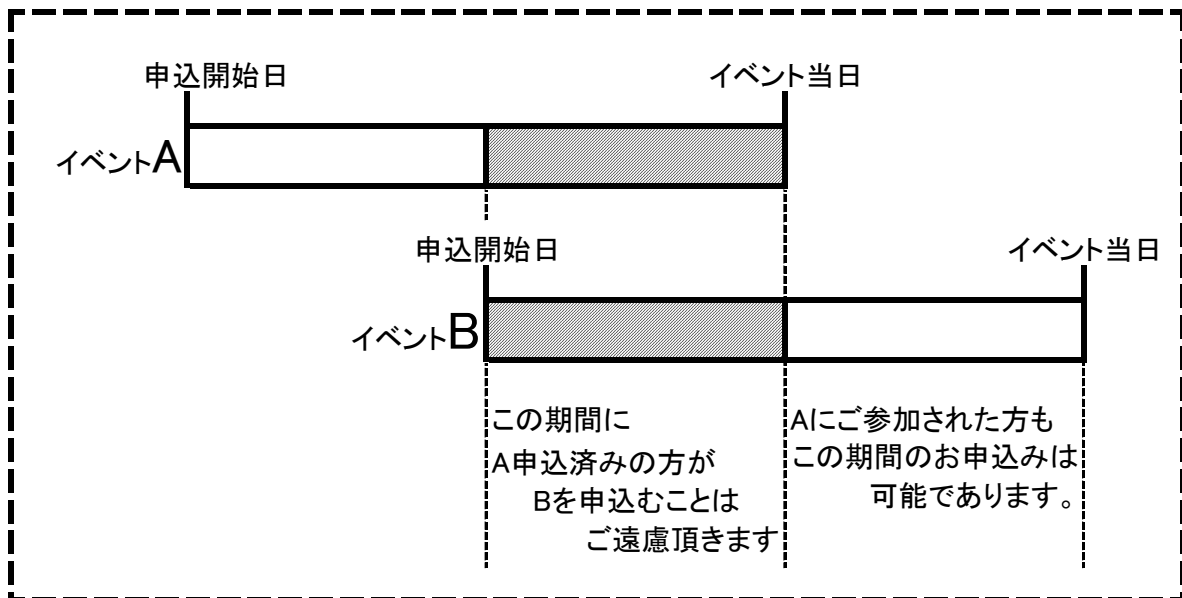 申込開始日
イベント当日
イベントA
申込開始日
イベント当日
イベントB
この期間に
A申込済みの方が
Bを申込むことは
ご遠慮頂きます
Aにご参加された方も
この期間のお申込みは
可能であります。